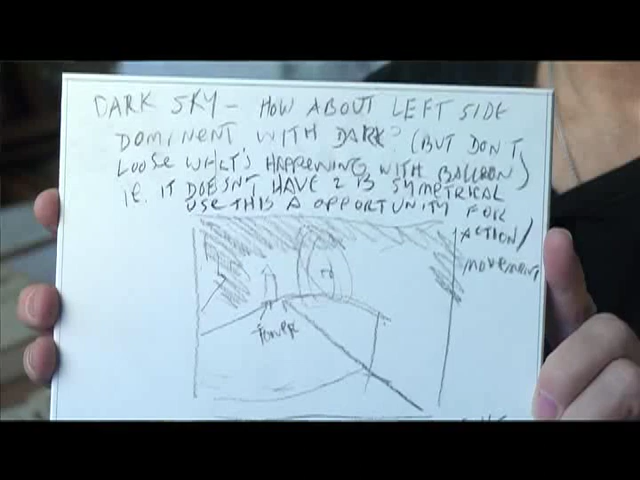 DARK SKY - HOW ABOUT LEFT SIDE
DOMINENT WITH DARK? (BUT DON'T
LOOSE WHAT'S HAPPENING WITH BALLOON)
IE. IT DOESN'T HAVE 2 B SYMETRICAL
USE THIS A OPPORTUNITY FOR
ACTION/
MOVEMENT
TOWER